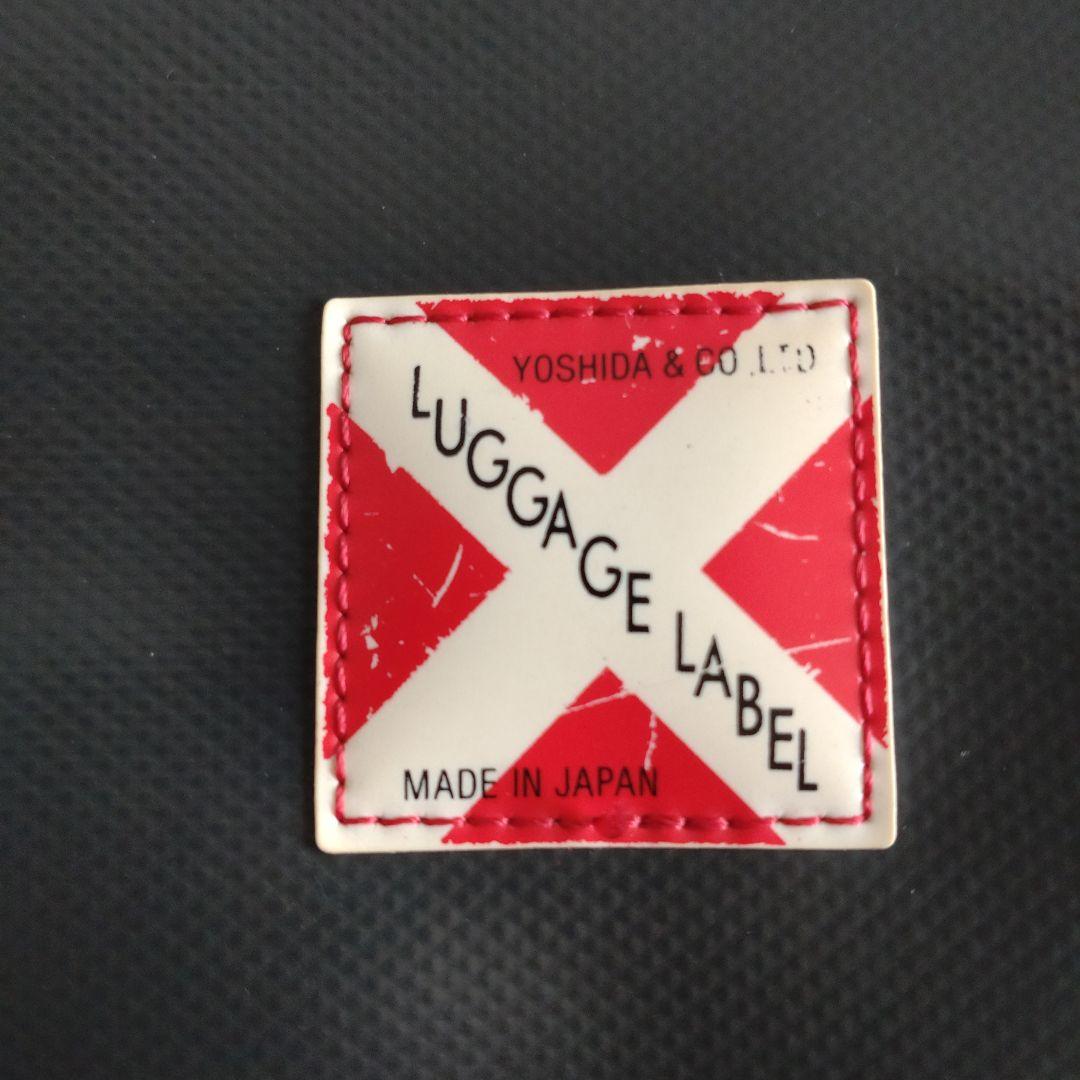 YOSHIDA & CO.,LTD
LUGGAGE LABEL
MADE IN JAPAN